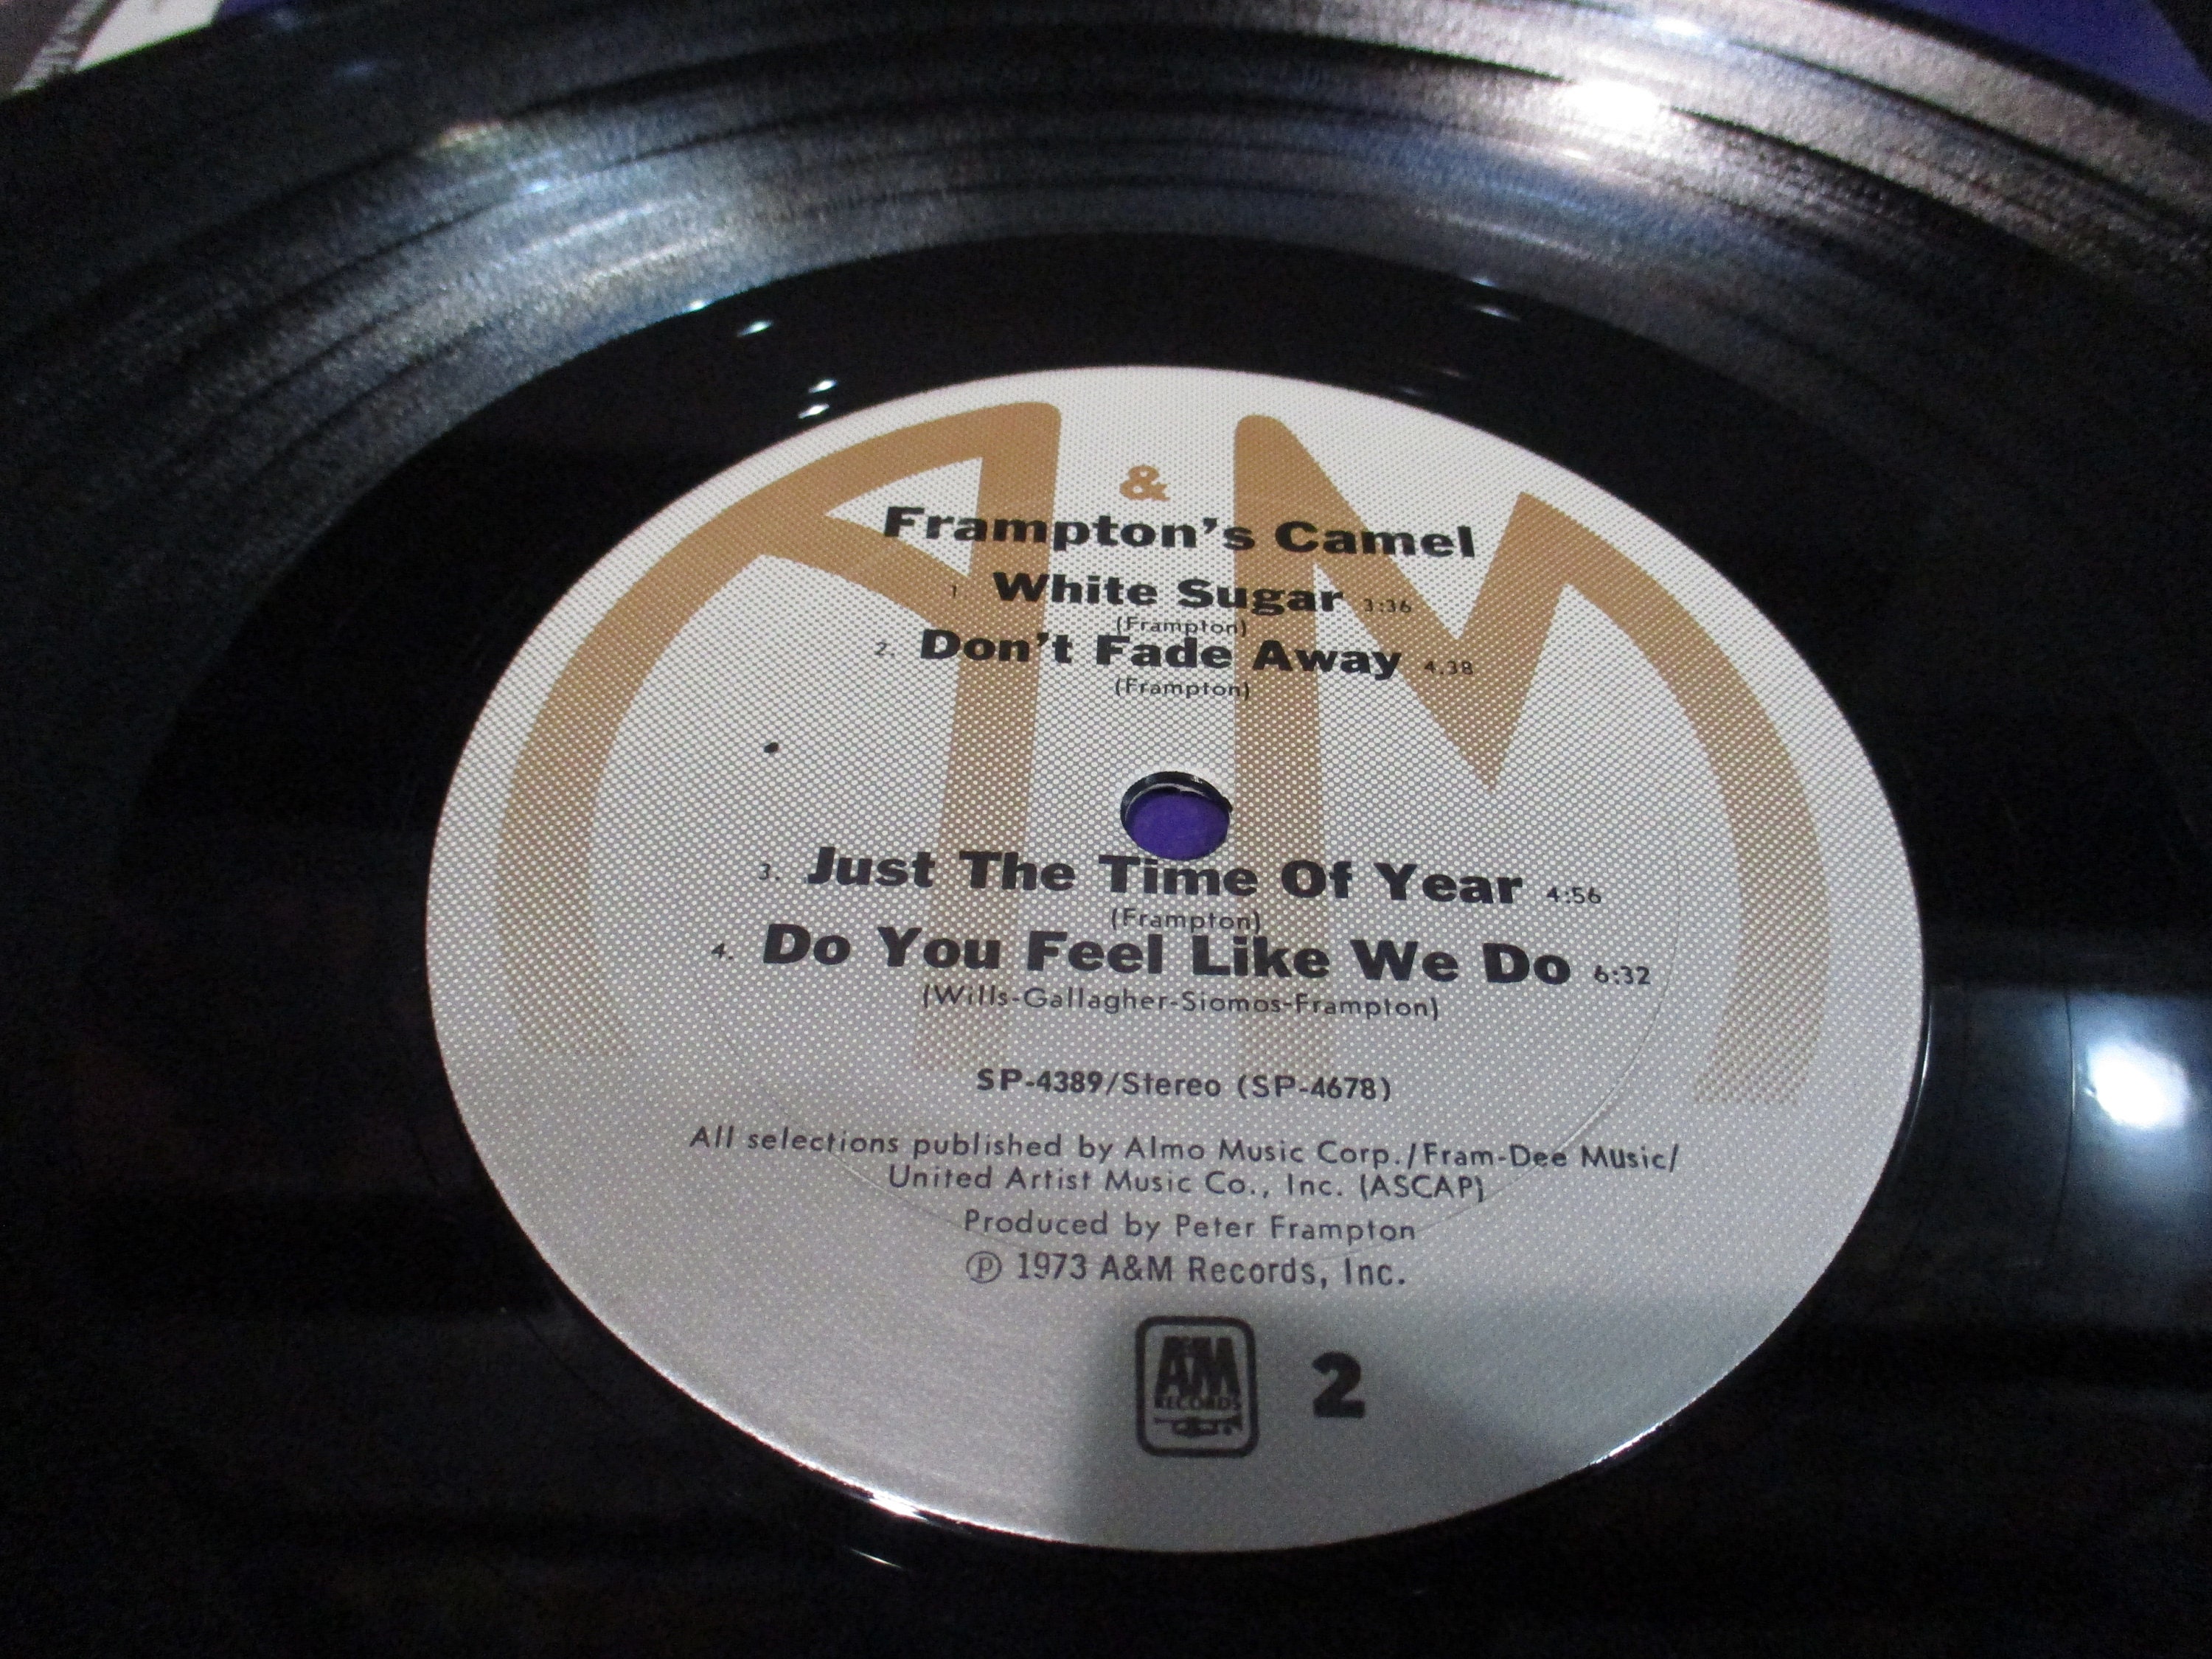 A & M
Frampton's Camel
1. White Sugar 3:36
(Frampton)
2. Don't Fade Away 4.38
(Frampton)
3. Just The Time Of Year 4:56
(Frampton)
4. Do You Feel Like We Do 6:32
(Wills-Gallagher-Siomos-Frampton)
SP-4389/Stereo (SP-4678)
All selections published by Almo Music Corp./Fram-Dee Music/
United Artist Music Co., Inc. (ASCAP)
Produced by Peter Frampton
℗ 1973 A&M Records, Inc.
A&M
RECORDS
2